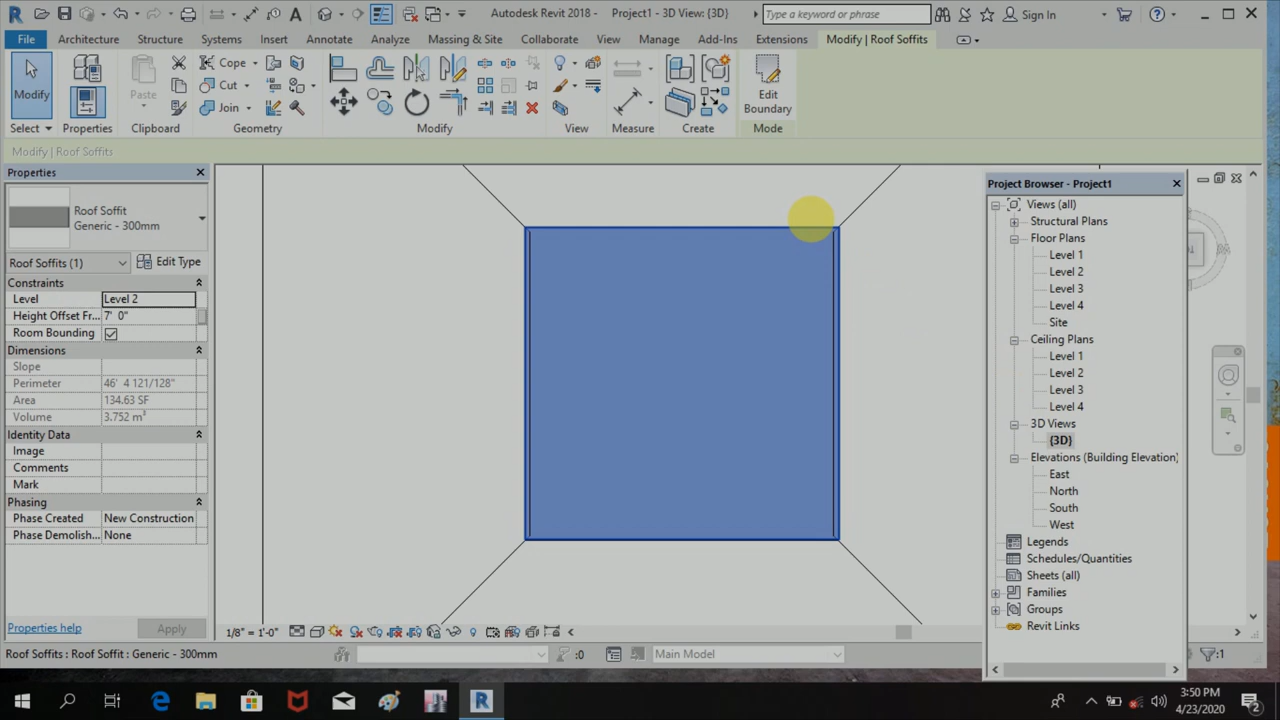 Autodesk Revit 2018 - Project1 - 3D View: {3D}
Type a keyword or phrase
Sign In
File
Architecture
Structure
Systems
Insert
Annotate
Analyze
Massing & Site
Collaborate
View
Manage
Add-Ins
Extensions
Modify | Roof Soffits
Modify
Paste
Cope
Cut
Join
Edit
Boundary
Select
Properties
Clipboard
Geometry
Modify
View
Measure
Create
Mode
Modify | Roof Soffits
Properties
Roof Soffit
Generic - 300mm
Roof Soffits (1)
Edit Type
Constraints
Level Level 2
Height Offset Fr... 7' 0"
Room Bounding
Dimensions
Slope
Perimeter 46' 4 121/128"
Area 134.63 SF
Volume 3.752 m³
Identity Data
Image
Comments
Mark
Phasing
Phase Created New Construction
Phase Demolish... None
Properties help
Apply
Project Browser - Project1
Views (all)
Structural Plans
Floor Plans
Level 1
Level 2
Level 3
Level 4
Site
Ceiling Plans
Level 1
Level 2
Level 3
Level 4
3D Views
{3D}
Elevations (Building Elevation)
East
North
South
West
Legends
Schedules/Quantities
Sheets (all)
Families
Groups
Revit Links
1/8" = 1'-0"
Roof Soffits : Roof Soffit : Generic - 300mm
:0
Main Model
:1
3:50 PM
4/23/2020
2